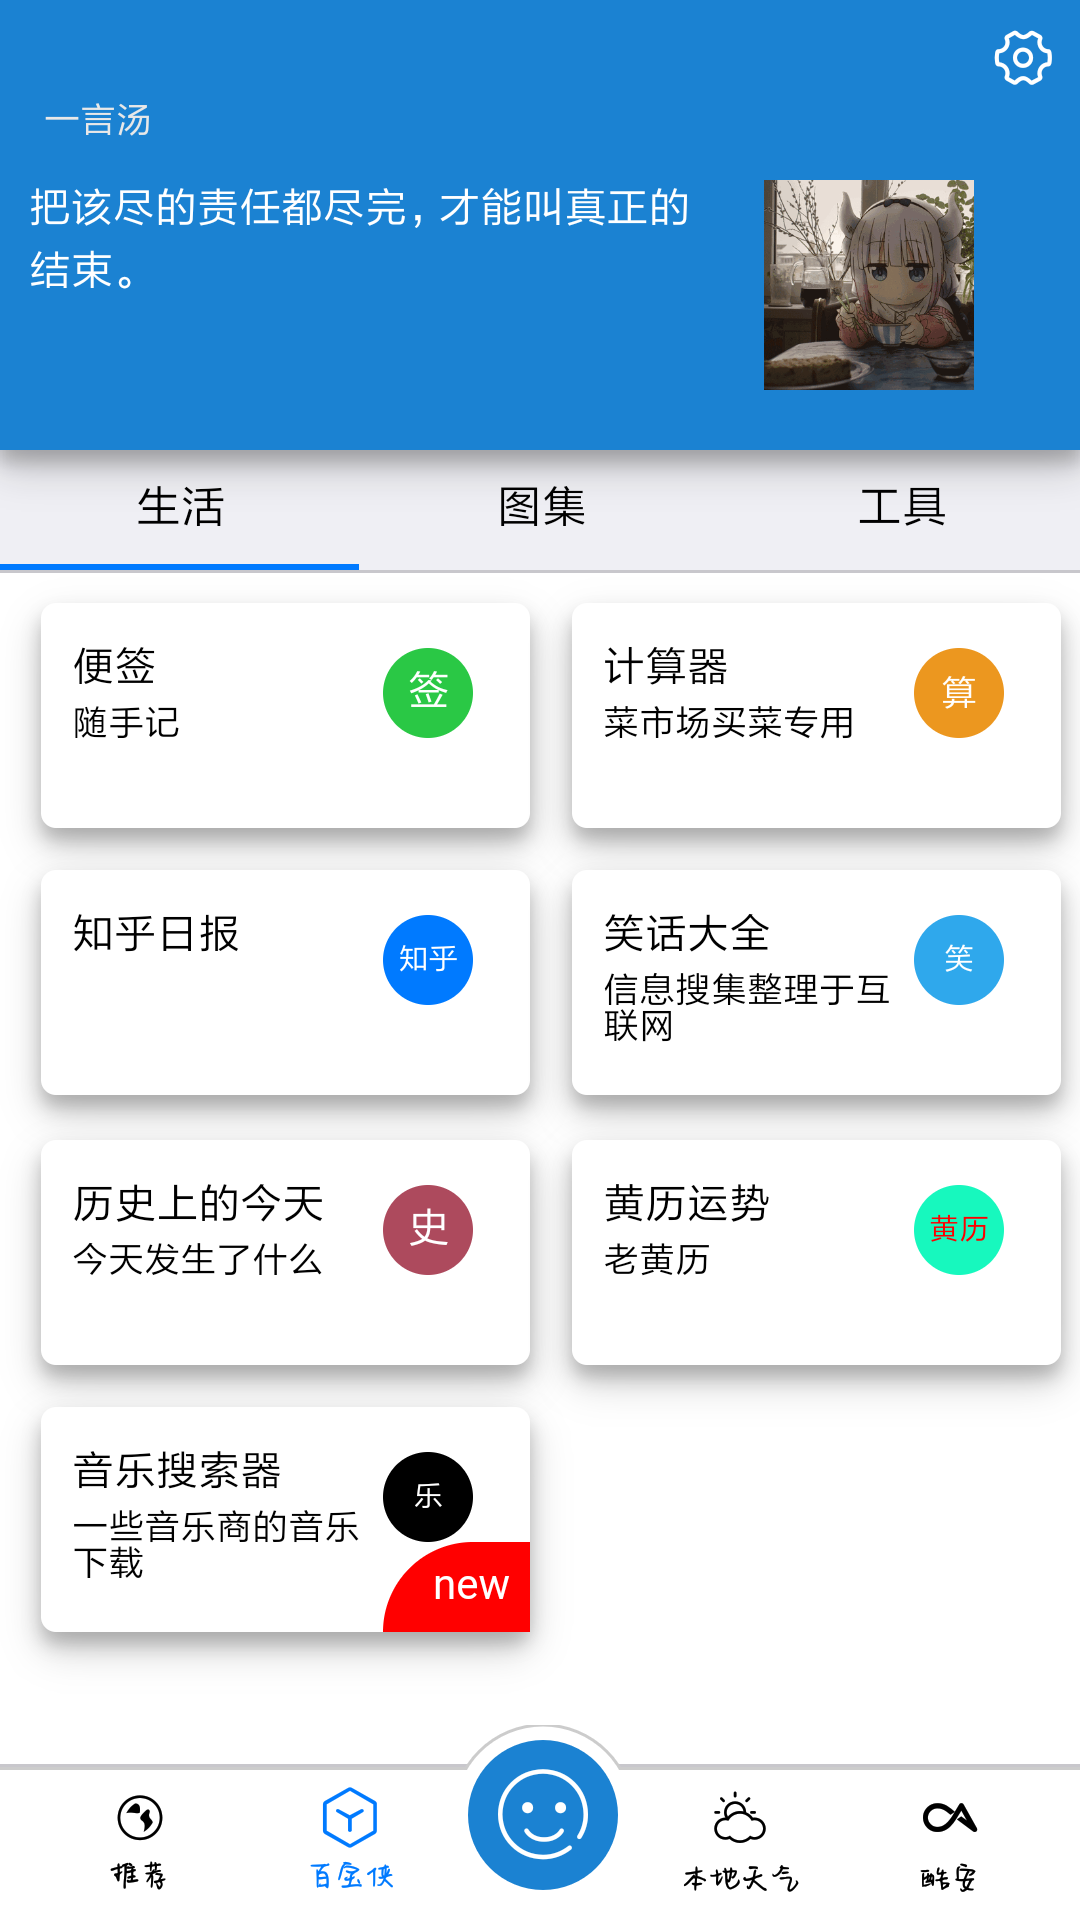 一言汤
把该尽的责任都尽完，才能叫真正的
结束。
生活 图集 工具
便签 签
随手记
计算器 算
菜市场买菜专用
知乎日报 知乎
笑话大全 笑
信息搜集整理于互
联网
历史上的今天 史
今天发生了什么
黄历运势 黄历
老黄历
音乐搜索器 乐
一些音乐商的音乐
下载
new
推荐 百宝侠 本地天气 酷安